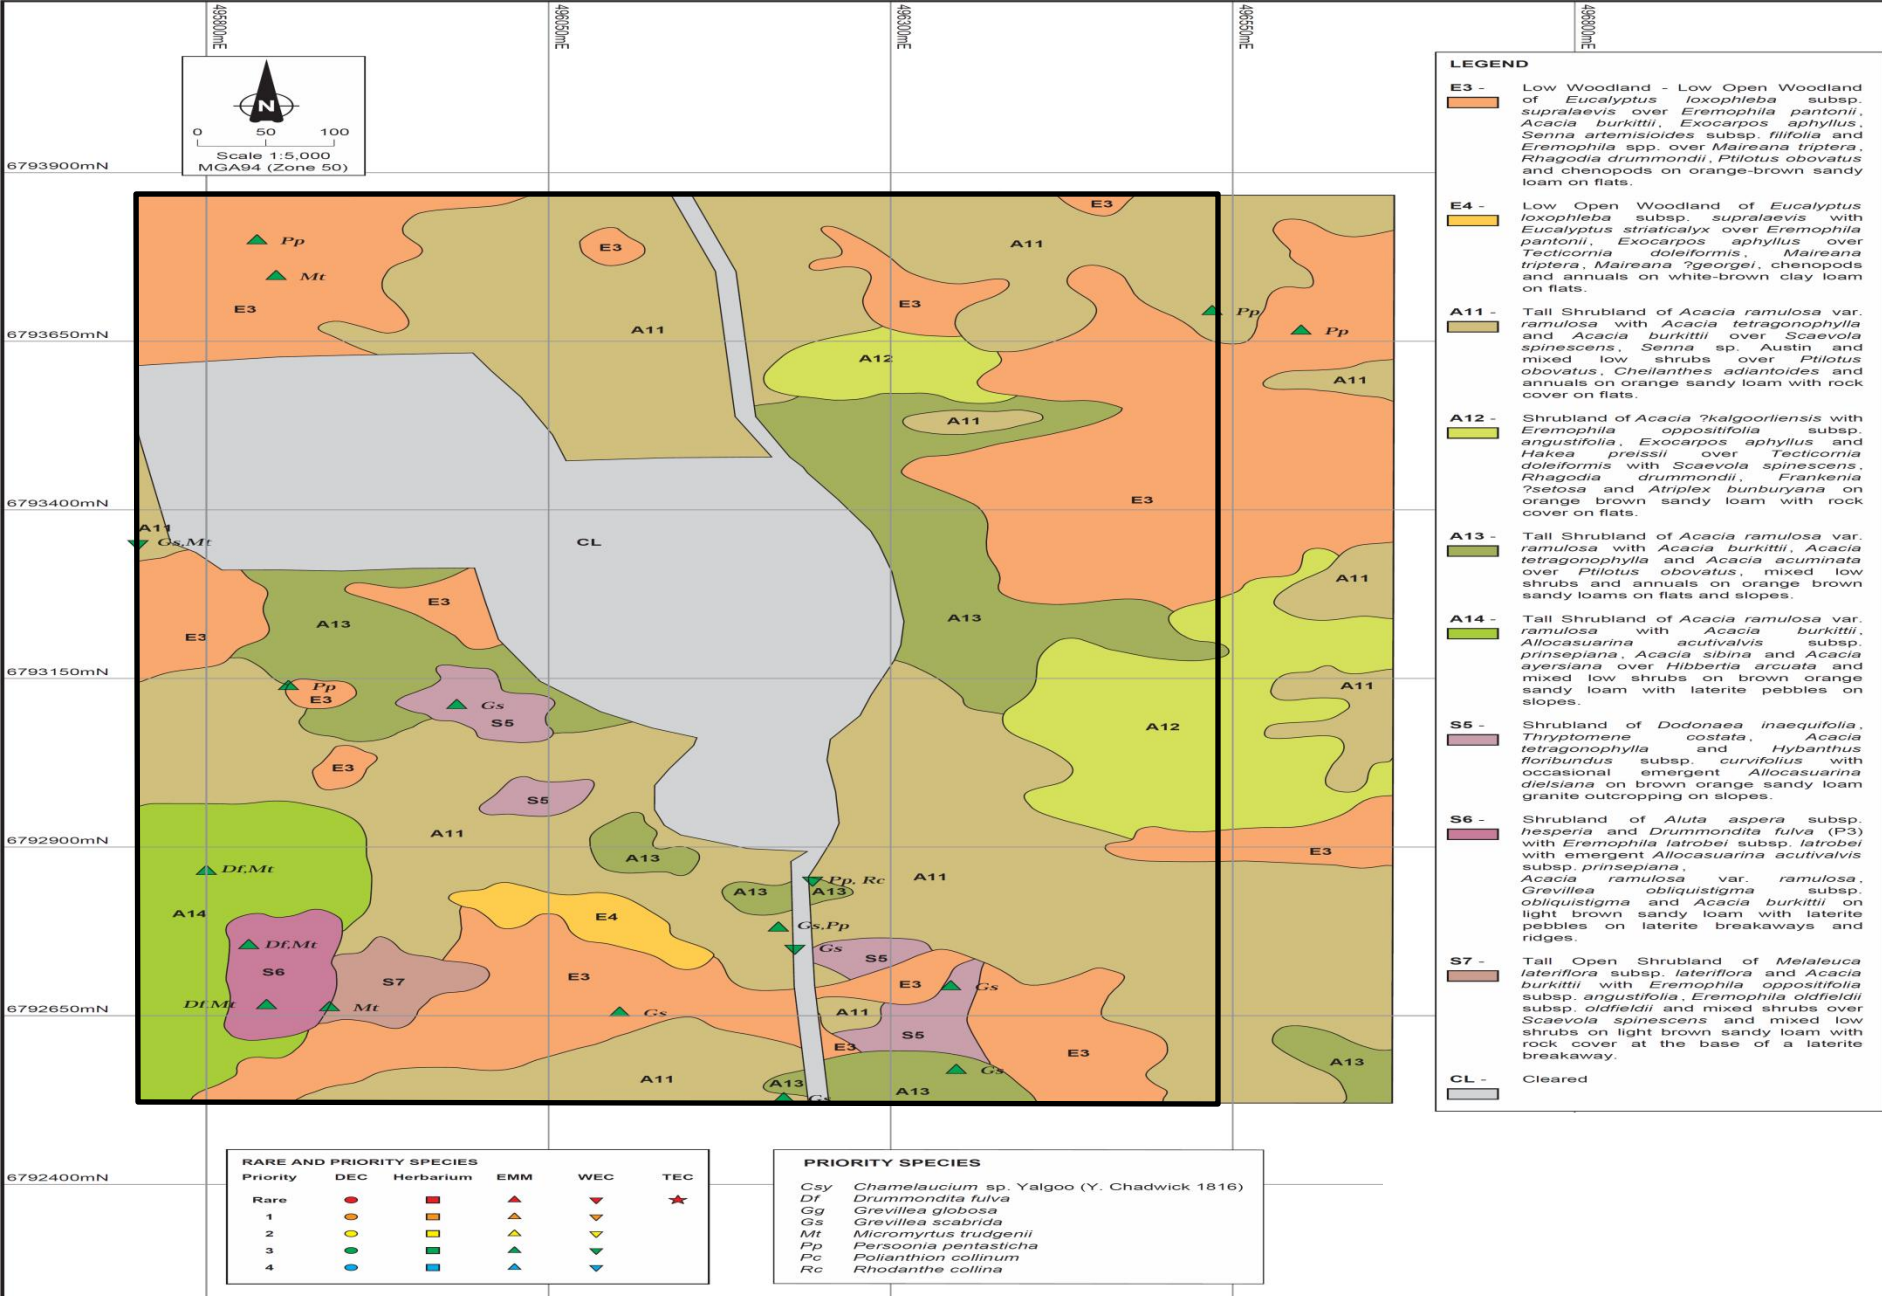 495800mE
496050mE
496300mE
496550mE
496800mE
N
0 50 100
Scale 1:5,000
MGA94 (Zone 50)
6793900mN
6793650mN
6793400mN
6793150mN
6792900mN
6792650mN
6792400mN
E3
A11
E3
Pp
Mt
E3
A11
E3
Pp
Pp
A12
A11
A11
E3
A11
Gs,Mt
CL
A11
E3
A13
A13
E3
Pp
E3
Gs
S5
A11
A12
E3
S5
A11
A13
E3
Df,Mt
Pp, Rc
A11
A13
A13
A14
E4
Gs,Pp
Df,Mt
Gs
S5
S6
S7
E3
E3
Gs
Df,Mt
Mt
Gs
A11
S5
E3
E3
A13
A11
A13
Gs
A13
Gs
LEGEND
E3 - Low Woodland - Low Open Woodland
of Eucalyptus loxophleba subsp.
supralaevis over Eremophila pantonii,
Acacia burkittii, Exocarpos aphyllus,
Senna artemisioides subsp. filifolia and
Eremophila spp. over Maireana triptera,
Rhagodia drummondii, Ptilotus obovatus
and chenopods on orange-brown sandy
loam on flats.
E4 - Low Open Woodland of Eucalyptus
loxophleba subsp. supralaevis with
Eucalyptus striaticalyx over Eremophila
pantonii, Exocarpos aphyllus over
Tecticornia doleiformis, Maireana
triptera, Maireana ?georgei, chenopods
and annuals on white-brown clay loam
on flats.
A11 - Tall Shrubland of Acacia ramulosa var.
ramulosa with Acacia tetragonophylla
and Acacia burkittii over Scaevola
spinescens, Senna sp. Austin and
mixed low shrubs over Ptilotus
obovatus, Cheilanthes adiantoides and
annuals on orange sandy loam with rock
cover on flats.
A12 - Shrubland of Acacia ?kalgoorliensis with
Eremophila oppositifolia subsp.
angustifolia, Exocarpos aphyllus and
Hakea preissii over Tecticornia
doleiformis with Scaevola spinescens,
Rhagodia drummondii, Frankenia
?setosa and Atriplex bunburyana on
orange brown sandy loam with rock
cover on flats.
A13 - Tall Shrubland of Acacia ramulosa var.
ramulosa with Acacia burkittii, Acacia
tetragonophylla and Acacia acuminata
over Ptilotus obovatus, mixed low
shrubs and annuals on orange brown
sandy loams on flats and slopes.
A14 - Tall Shrubland of Acacia ramulosa var.
ramulosa with Acacia burkittii,
Allocasuarina acutivalvis subsp.
prinsepiana, Acacia sibina and Acacia
ayersiana over Hibbertia arcuata and
mixed low shrubs on brown orange
sandy loam with laterite pebbles on
slopes.
S5 - Shrubland of Dodonaea inaequifolia,
Thryptomene costata, Acacia
tetragonophylla and Hybanthus
floribundus subsp. curvifolius with
occasional emergent Allocasuarina
dielsiana on brown orange sandy loam
granite outcropping on slopes.
S6 - Shrubland of Aluta aspera subsp.
hesperia and Drummondita fulva (P3)
with Eremophila latrobei subsp. latrobei
with emergent Allocasuarina acutivalvis
subsp. prinsepiana,
Acacia ramulosa var. ramulosa,
Grevillea obliquistigma subsp.
obliquistigma and Acacia burkittii on
light brown sandy loam with laterite
pebbles on laterite breakaways and
ridges.
S7 - Tall Open Shrubland of Melaleuca
lateriflora subsp. lateriflora and Acacia
burkittii with Eremophila oppositifolia
subsp. angustifolia, Eremophila oldfieldii
subsp. oldfieldii and mixed shrubs over
Scaevola spinescens and mixed low
shrubs on light brown sandy loam with
rock cover at the base of a laterite
breakaway.
CL - Cleared
RARE AND PRIORITY SPECIES
Priority DEC Herbarium EMM WEC TEC
Rare
1
2
3
4
PRIORITY SPECIES
Csy Chamelaucium sp. Yalgoo (Y. Chadwick 1816)
Df Drummondita fulva
Gg Grevillea globosa
Gs Grevillea scabrida
Mt Micromyrtus trudgenii
Pp Persoonia pentasticha
Pc Polianthion collinum
Rc Rhodanthe collina